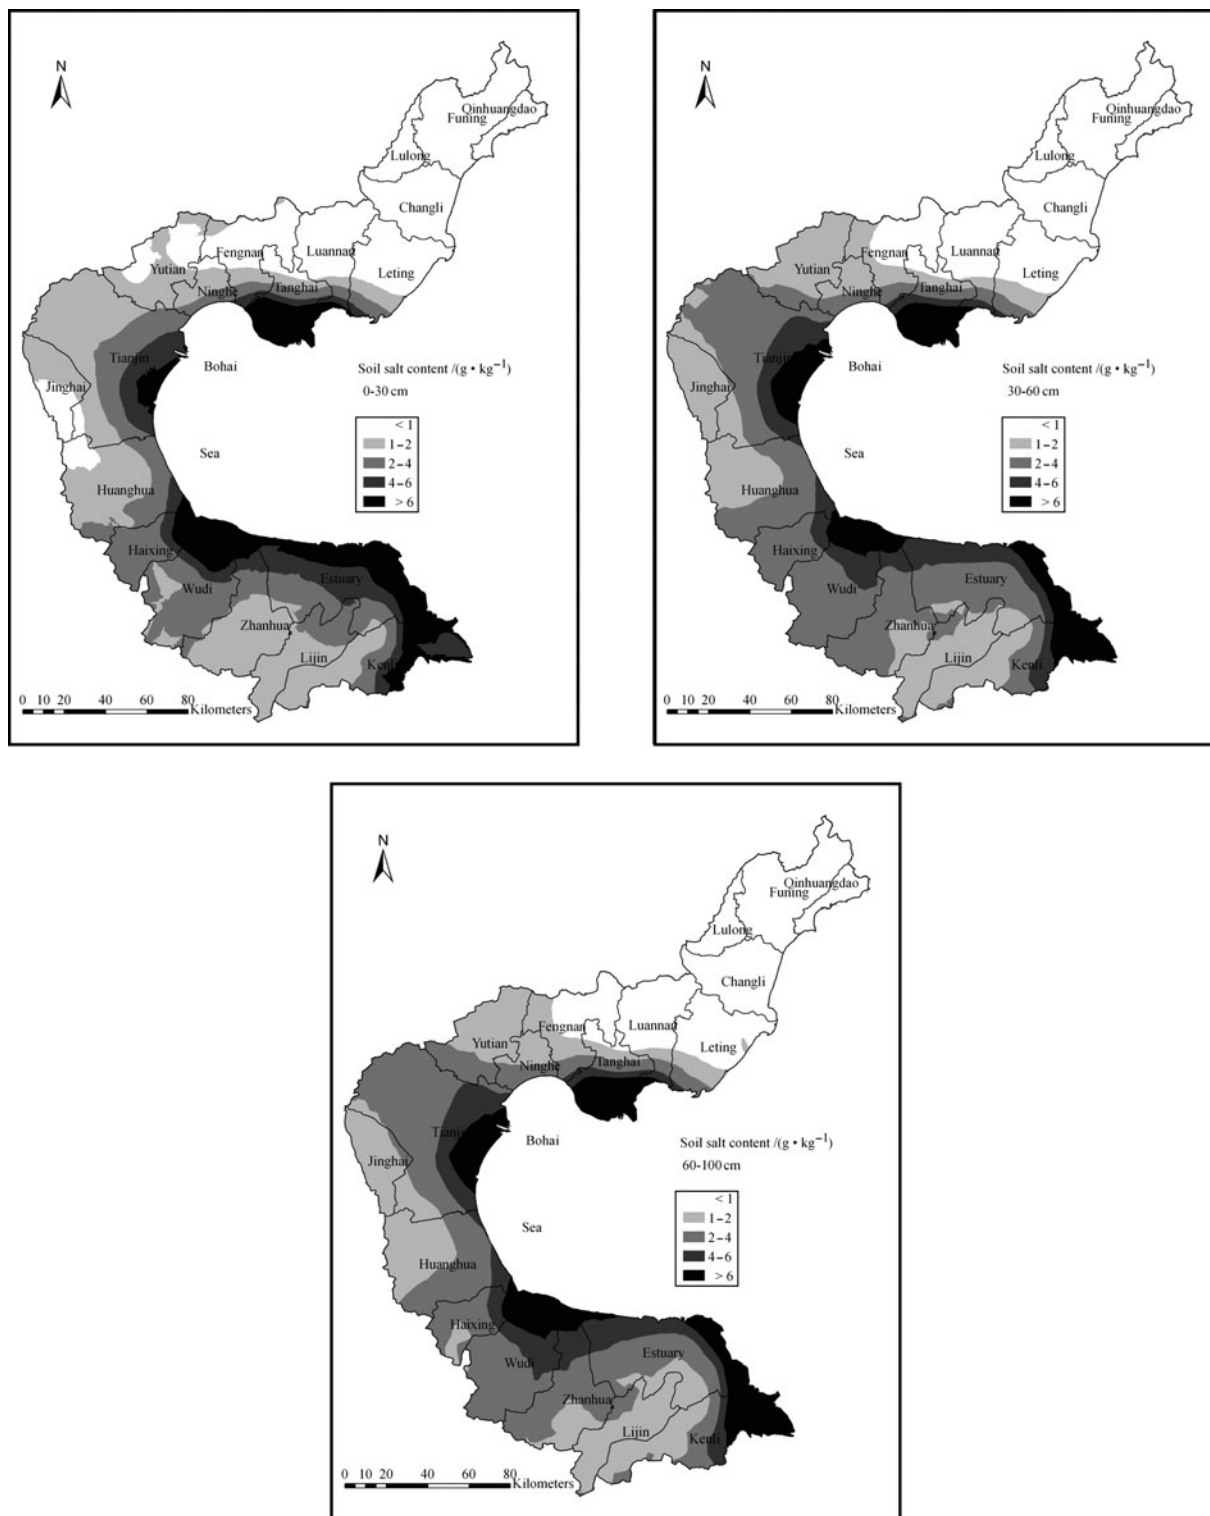 N
Qinhuangdao
Funing
Lulong
Changli
Fengnan
Luannan
Yutian
Leting
Ninghe
Tanghai
Tianjin
Bohai
Jinghai
Soil salt content /(g • kg⁻¹)
0-30 cm
< 1
1-2
2-4
4-6
> 6
Sea
Huanghua
Haixing
Wudi
Estuary
Zhanhua
Lijin
Kenli
0 10 20 40 60 80
Kilometers
N
Qinhuangdao
Funing
Lulong
Changli
Fengnan
Luannan
Yutian
Leting
Ninghe
Tanghai
Tianjin
Bohai
Jinghai
Soil salt content /(g • kg⁻¹)
30-60 cm
< 1
1-2
2-4
4-6
> 6
Sea
Huanghua
Haixing
Wudi
Estuary
Zhanhua
Lijin
Kenli
0 10 20 40 60 80
Kilometers
N
Qinhuangdao
Funing
Lulong
Changli
Fengnan
Luannan
Yutian
Leting
Ninghe
Tanghai
Tianjin
Bohai
Jinghai
Soil salt content /(g • kg⁻¹)
60-100 cm
< 1
1-2
2-4
4-6
> 6
Sea
Huanghua
Haixing
Wudi
Estuary
Zhanhua
Lijin
Kenli
0 10 20 40 60 80
Kilometers